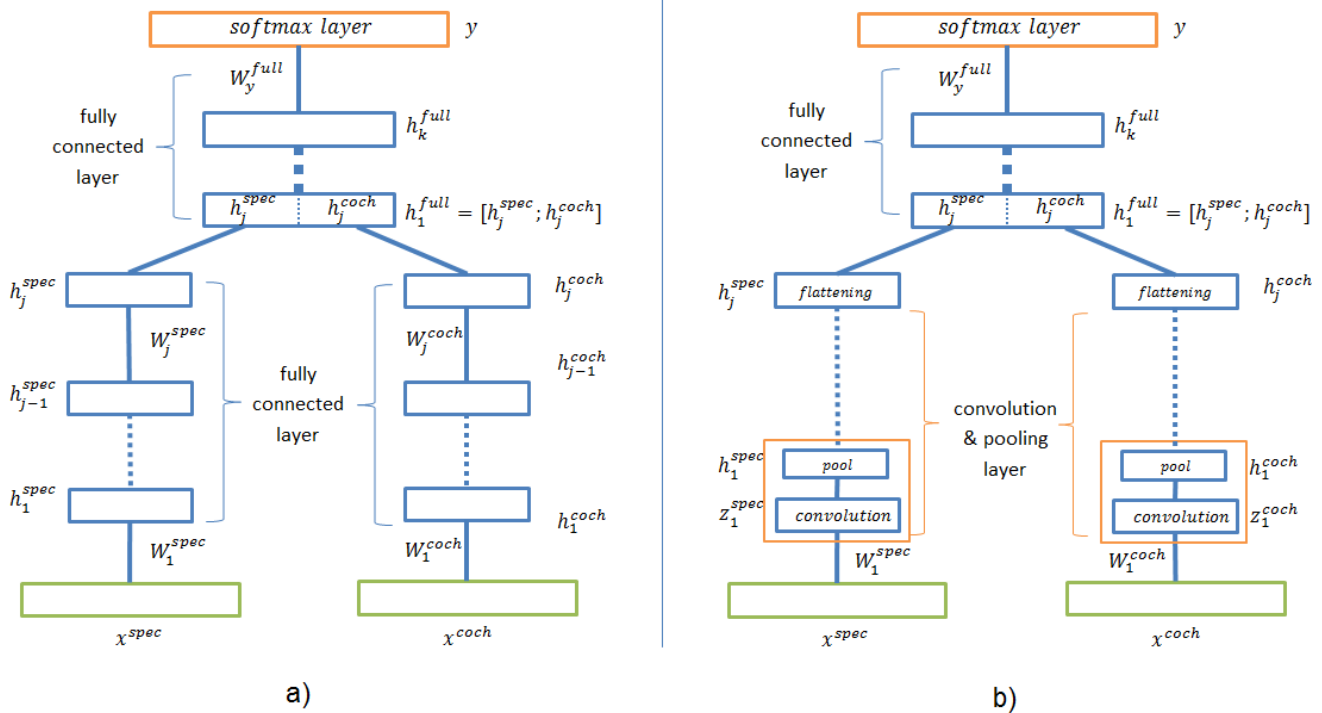 softmax layer y
W_y^{full}
fully
connected
layer
h_k^{full}
h_j^{spec} h_j^{coch} h_1^{full} = [h_j^{spec}; h_j^{coch}]
h_j^{spec} h_j^{coch}
W_j^{spec} W_j^{coch}
h_{j-1}^{spec} h_{j-1}^{coch}
fully
connected
layer
h_1^{spec} h_1^{coch}
W_1^{spec} W_1^{coch}
x^{spec} x^{coch}
a)
softmax layer y
W_y^{full}
fully
connected
layer
h_k^{full}
h_j^{spec} h_j^{coch} h_1^{full} = [h_j^{spec}; h_j^{coch}]
h_j^{spec} flattening flattening h_j^{coch}
convolution
& pooling
layer
h_1^{spec} pool pool h_1^{coch}
z_1^{spec} convolution convolution z_1^{coch}
W_1^{spec} W_1^{coch}
x^{spec} x^{coch}
b)